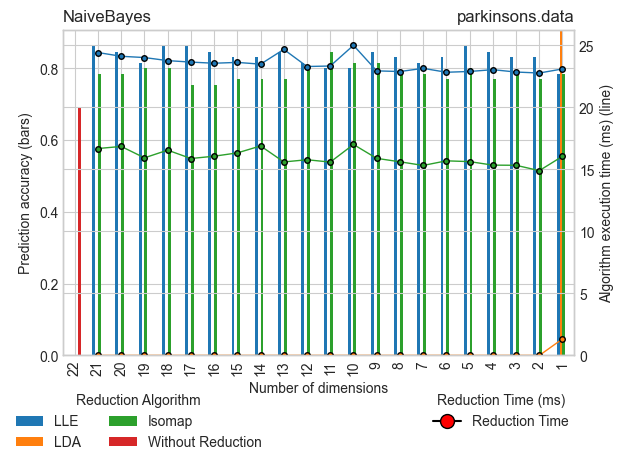 NaiveBayes parkinsons.data
Prediction accuracy (bars)
0.8
0.6
0.4
0.2
0.0
25
20
15
10
5
0
Algorithm execution time (ms) (line)
22 21 20 19 18 17 16 15 14 13 12 11 10 9 8 7 6 5 4 3 2 1
Number of dimensions
Reduction Algorithm
LLE Isomap
LDA Without Reduction
Reduction Time (ms)
Reduction Time